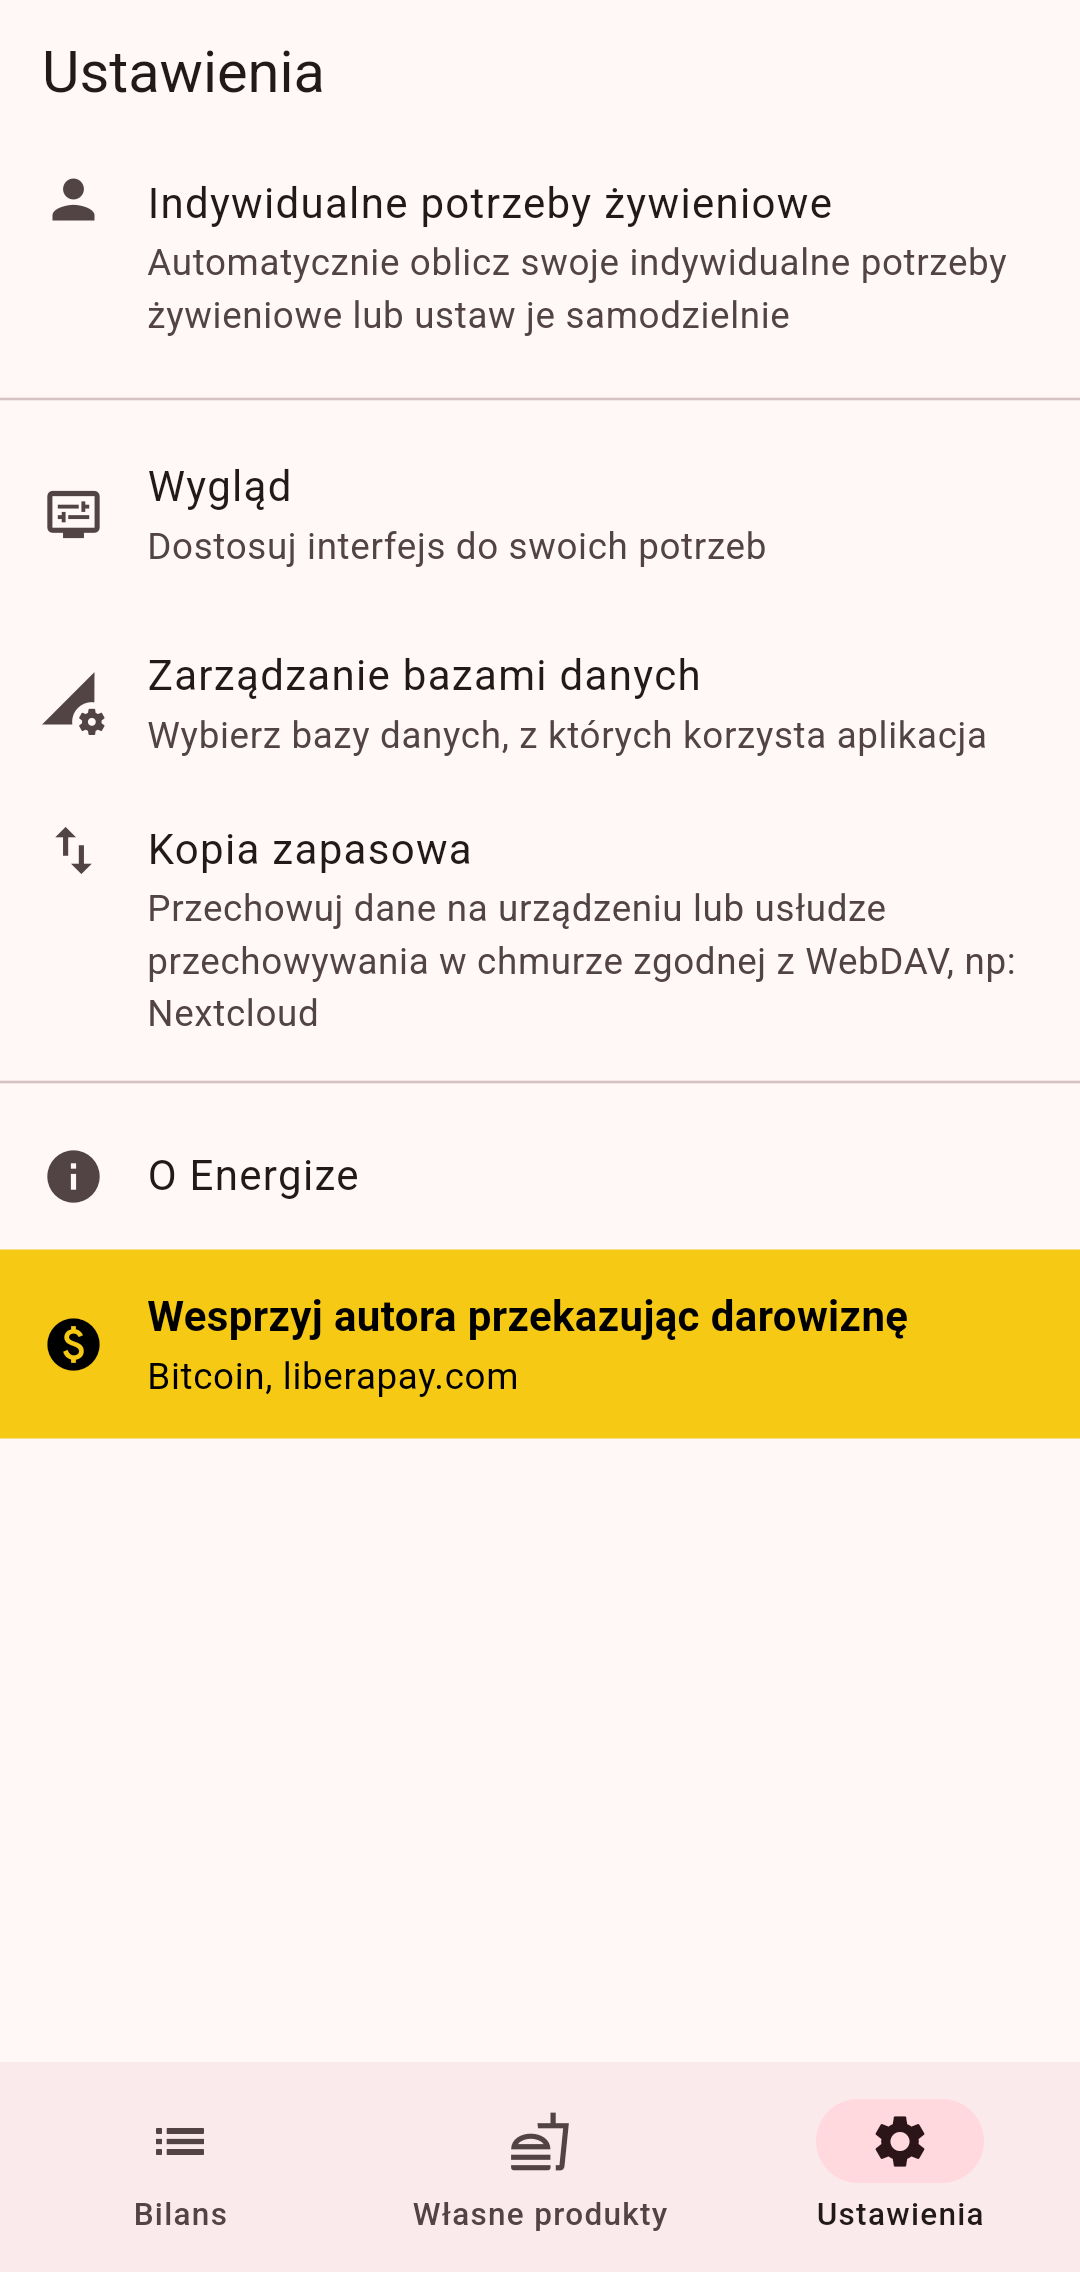 Ustawienia
Indywidualne potrzeby żywieniowe
Automatycznie oblicz swoje indywidualne potrzeby
żywieniowe lub ustaw je samodzielnie
Wygląd
Dostosuj interfejs do swoich potrzeb
Zarządzanie bazami danych
Wybierz bazy danych, z których korzysta aplikacja
Kopia zapasowa
Przechowuj dane na urządzeniu lub usłudze
przechowywania w chmurze zgodnej z WebDAV, np:
Nextcloud
O Energize
Wesprzyj autora przekazując darowiznę
Bitcoin, liberapay.com
Bilans
Własne produkty
Ustawienia